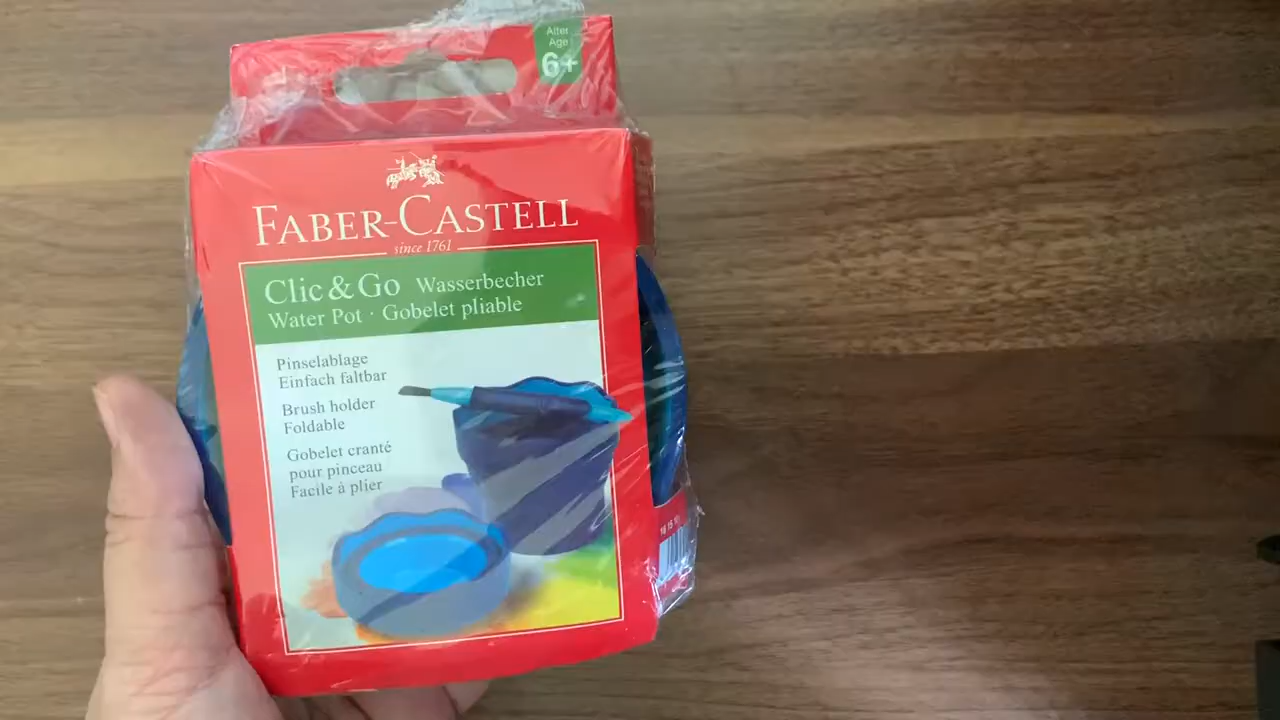 Alter
Age
6+
FABER-CASTELL
since 1761
Clic & Go Wasserbecher
Water Pot · Gobelet pliable
Pinselablage
Einfach faltbar
Brush holder
Foldable
Gobelet cranté
pour pinceau
Facile à plier